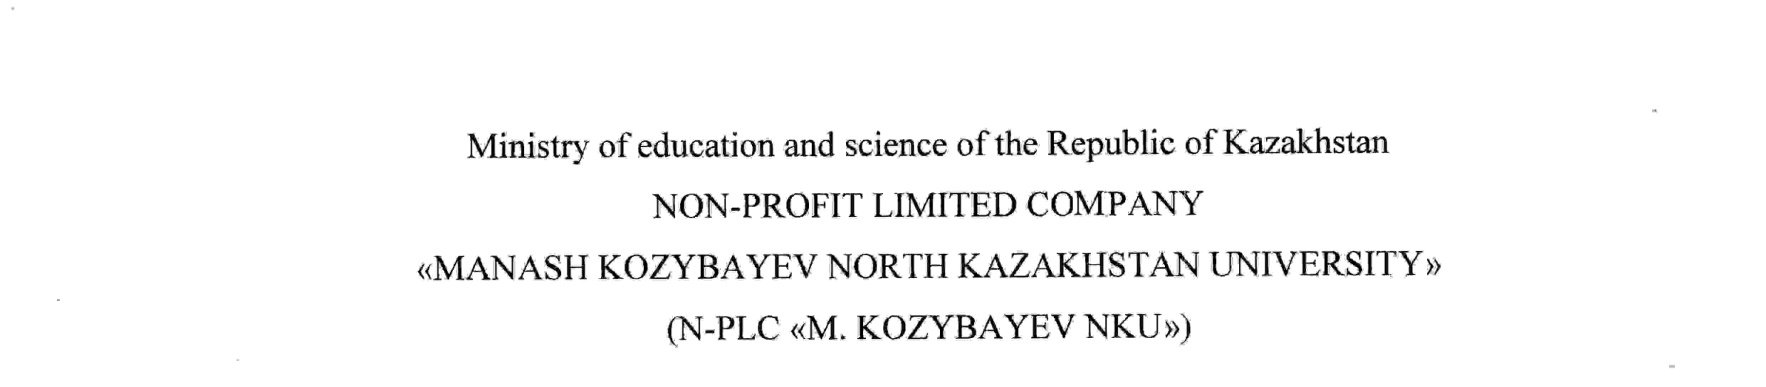 Ministry of education and science of the Republic of Kazakhstan
NON-PROFIT LIMITED COMPANY
«MANASH KOZYBAYEV NORTH KAZAKHSTAN UNIVERSITY»
(N-PLC «M. KOZYBAYEV NKU»)